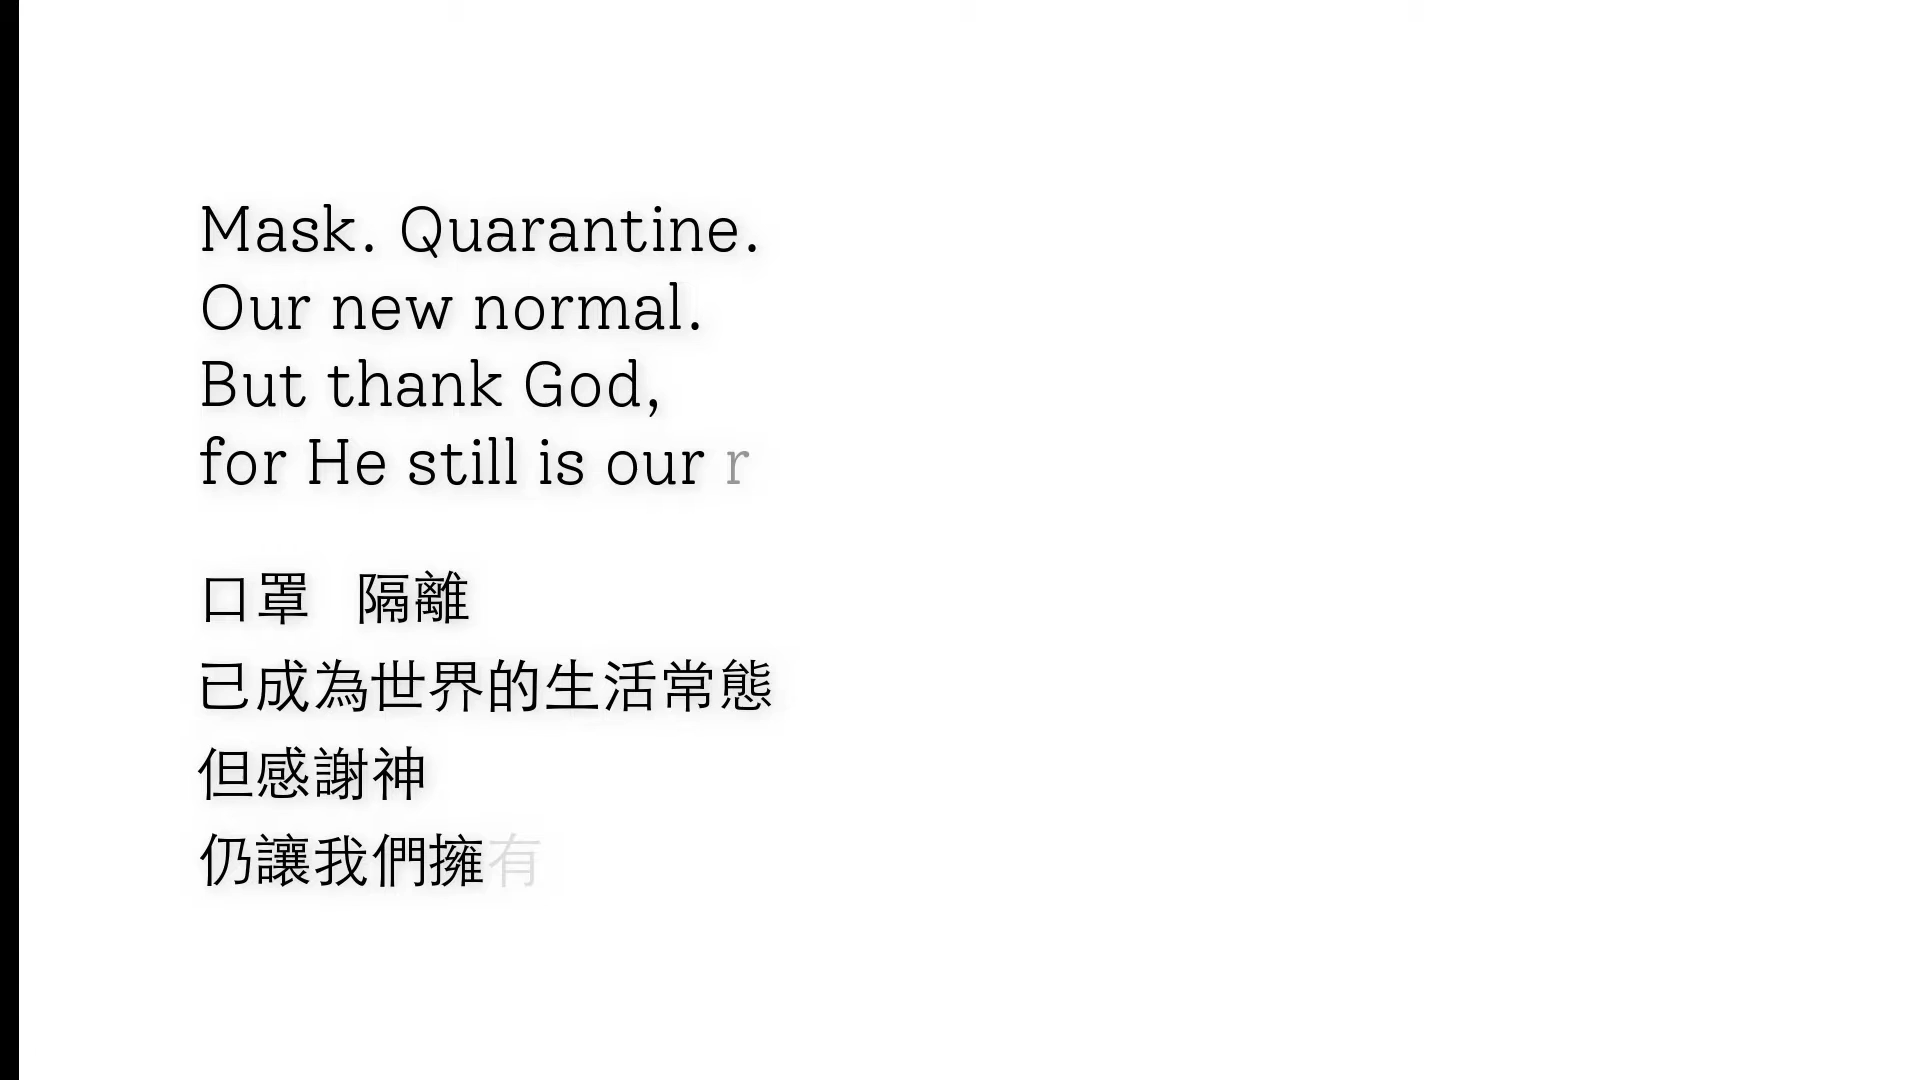 Mask. Quarantine.
Our new normal.
But thank God,
for He still is our r
口罩 隔離
已成為世界的生活常態
但感謝神
仍讓我們擁有